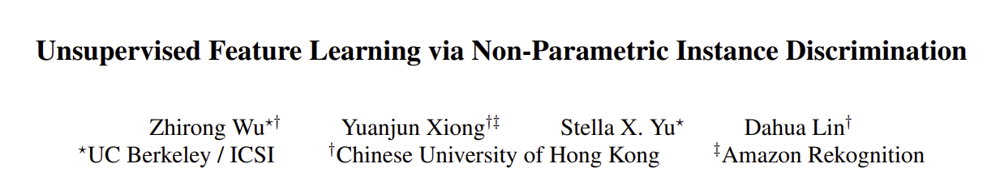 Unsupervised Feature Learning via Non-Parametric Instance Discrimination
Zhirong Wu⋆† Yuanjun Xiong†‡ Stella X. Yu⋆ Dahua Lin†
⋆UC Berkeley / ICSI †Chinese University of Hong Kong ‡Amazon Rekognition